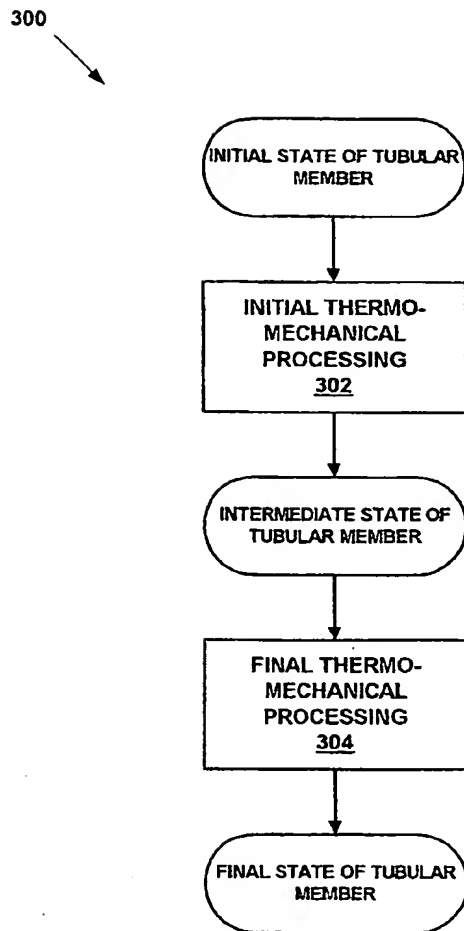 300
INITIAL STATE OF TUBULAR
MEMBER
INITIAL THERMO-
MECHANICAL
PROCESSING
302
INTERMEDIATE STATE OF
TUBULAR MEMBER
FINAL THERMO-
MECHANICAL
PROCESSING
304
FINAL STATE OF TUBULAR
MEMBER